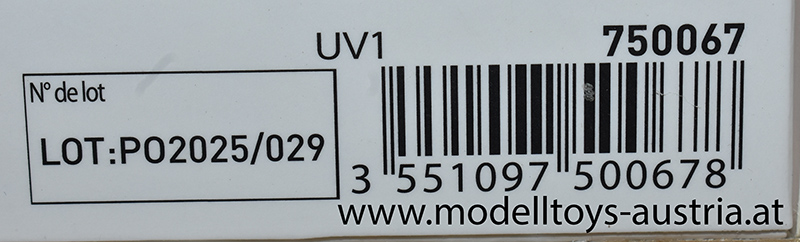 UV1
750067
N° de lot
LOT:PO2025/029
3 551097 500678
www.modelltoys-austria.at